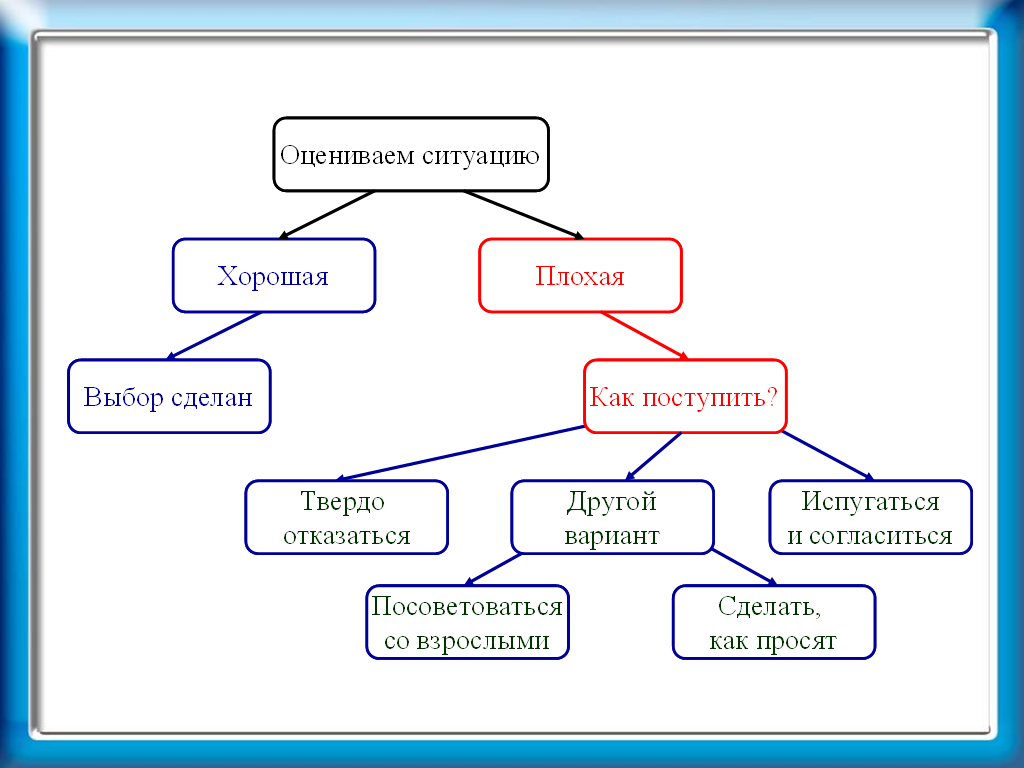 Оцениваем ситуацию
Хорошая
Плохая
Выбор сделан
Как поступить?
Твердо
отказаться
Другой
вариант
Испугаться
и согласиться
Посоветоваться
со взрослыми
Сделать,
как просят